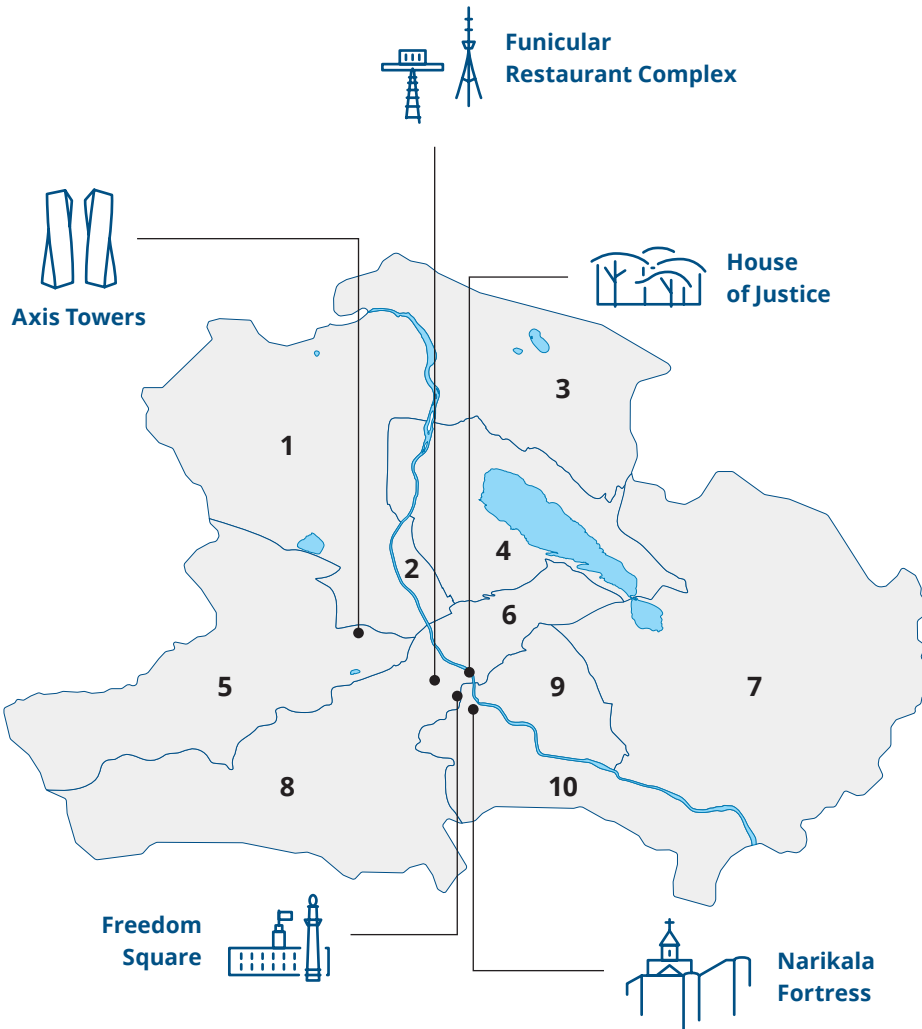 Funicular
Restaurant Complex
House
of Justice
Axis Towers
3
1
4
2
6
5
9
7
8
10
Freedom
Square
Narikala
Fortress